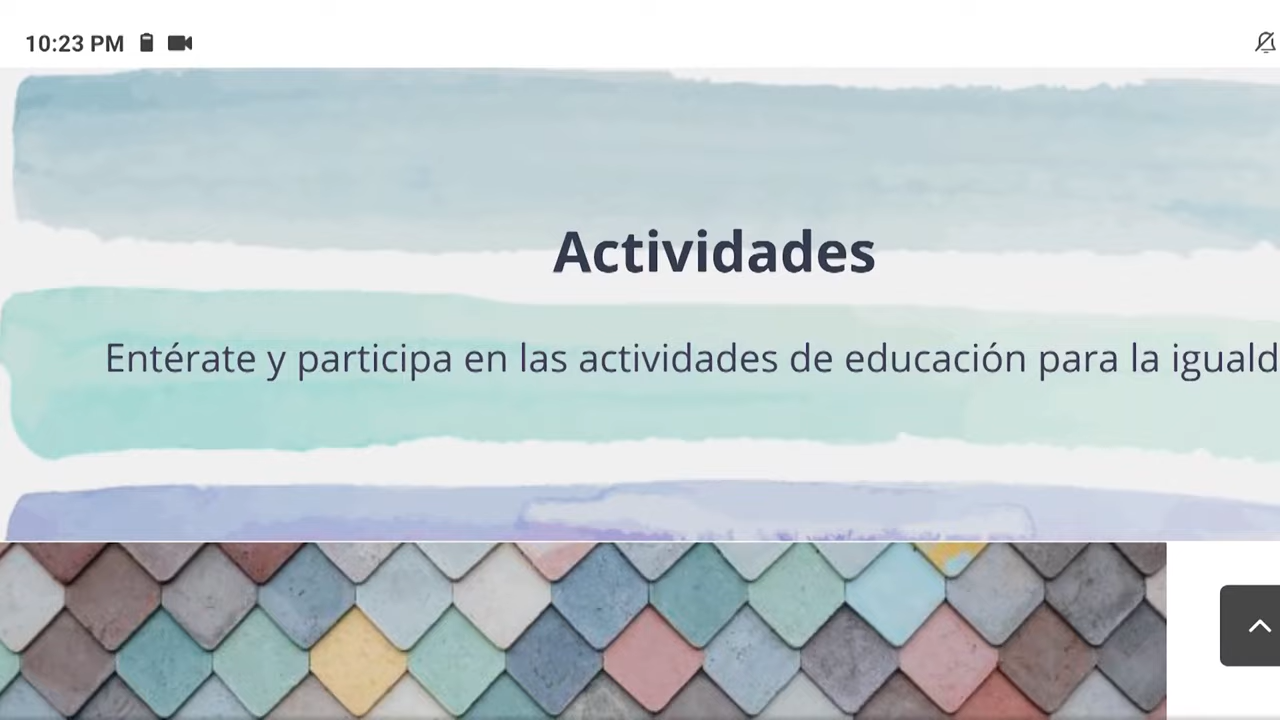 10:23 PM
Actividades
Entérate y participa en las actividades de educación para la iguald